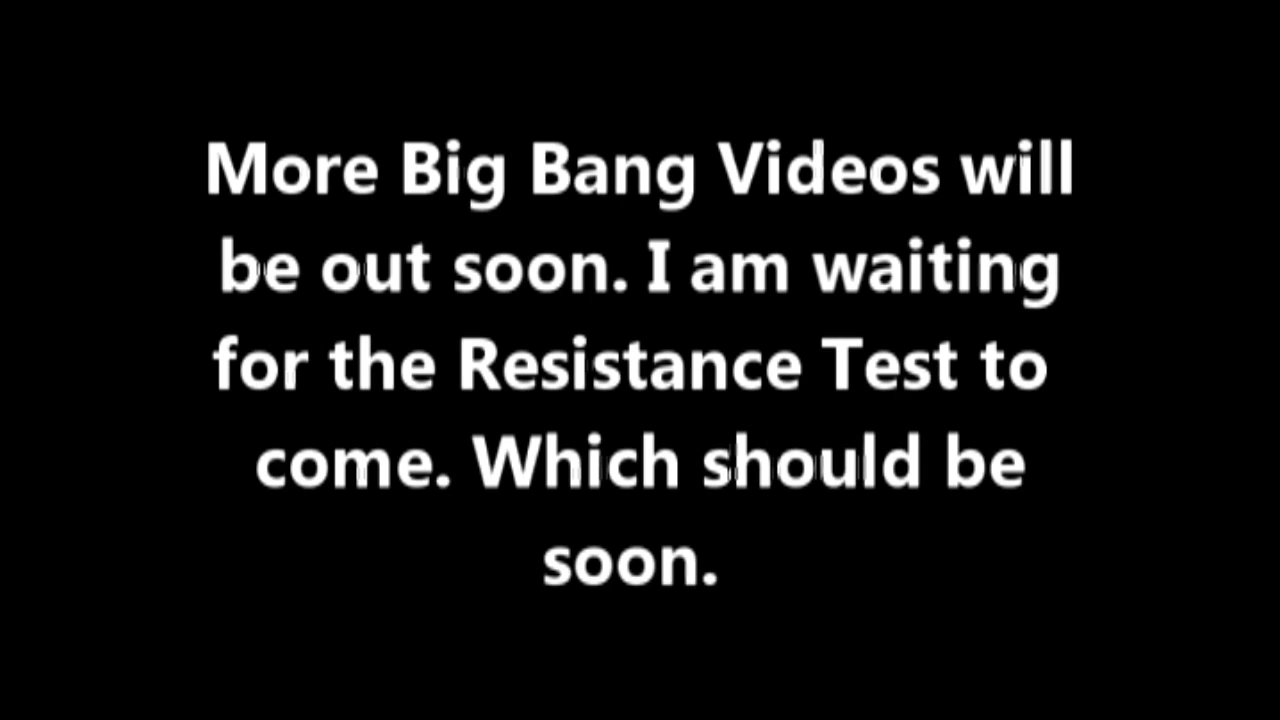 More Big Bang Videos will
be out soon. I am waiting
for the Resistance Test to
come. Which should be
soon.